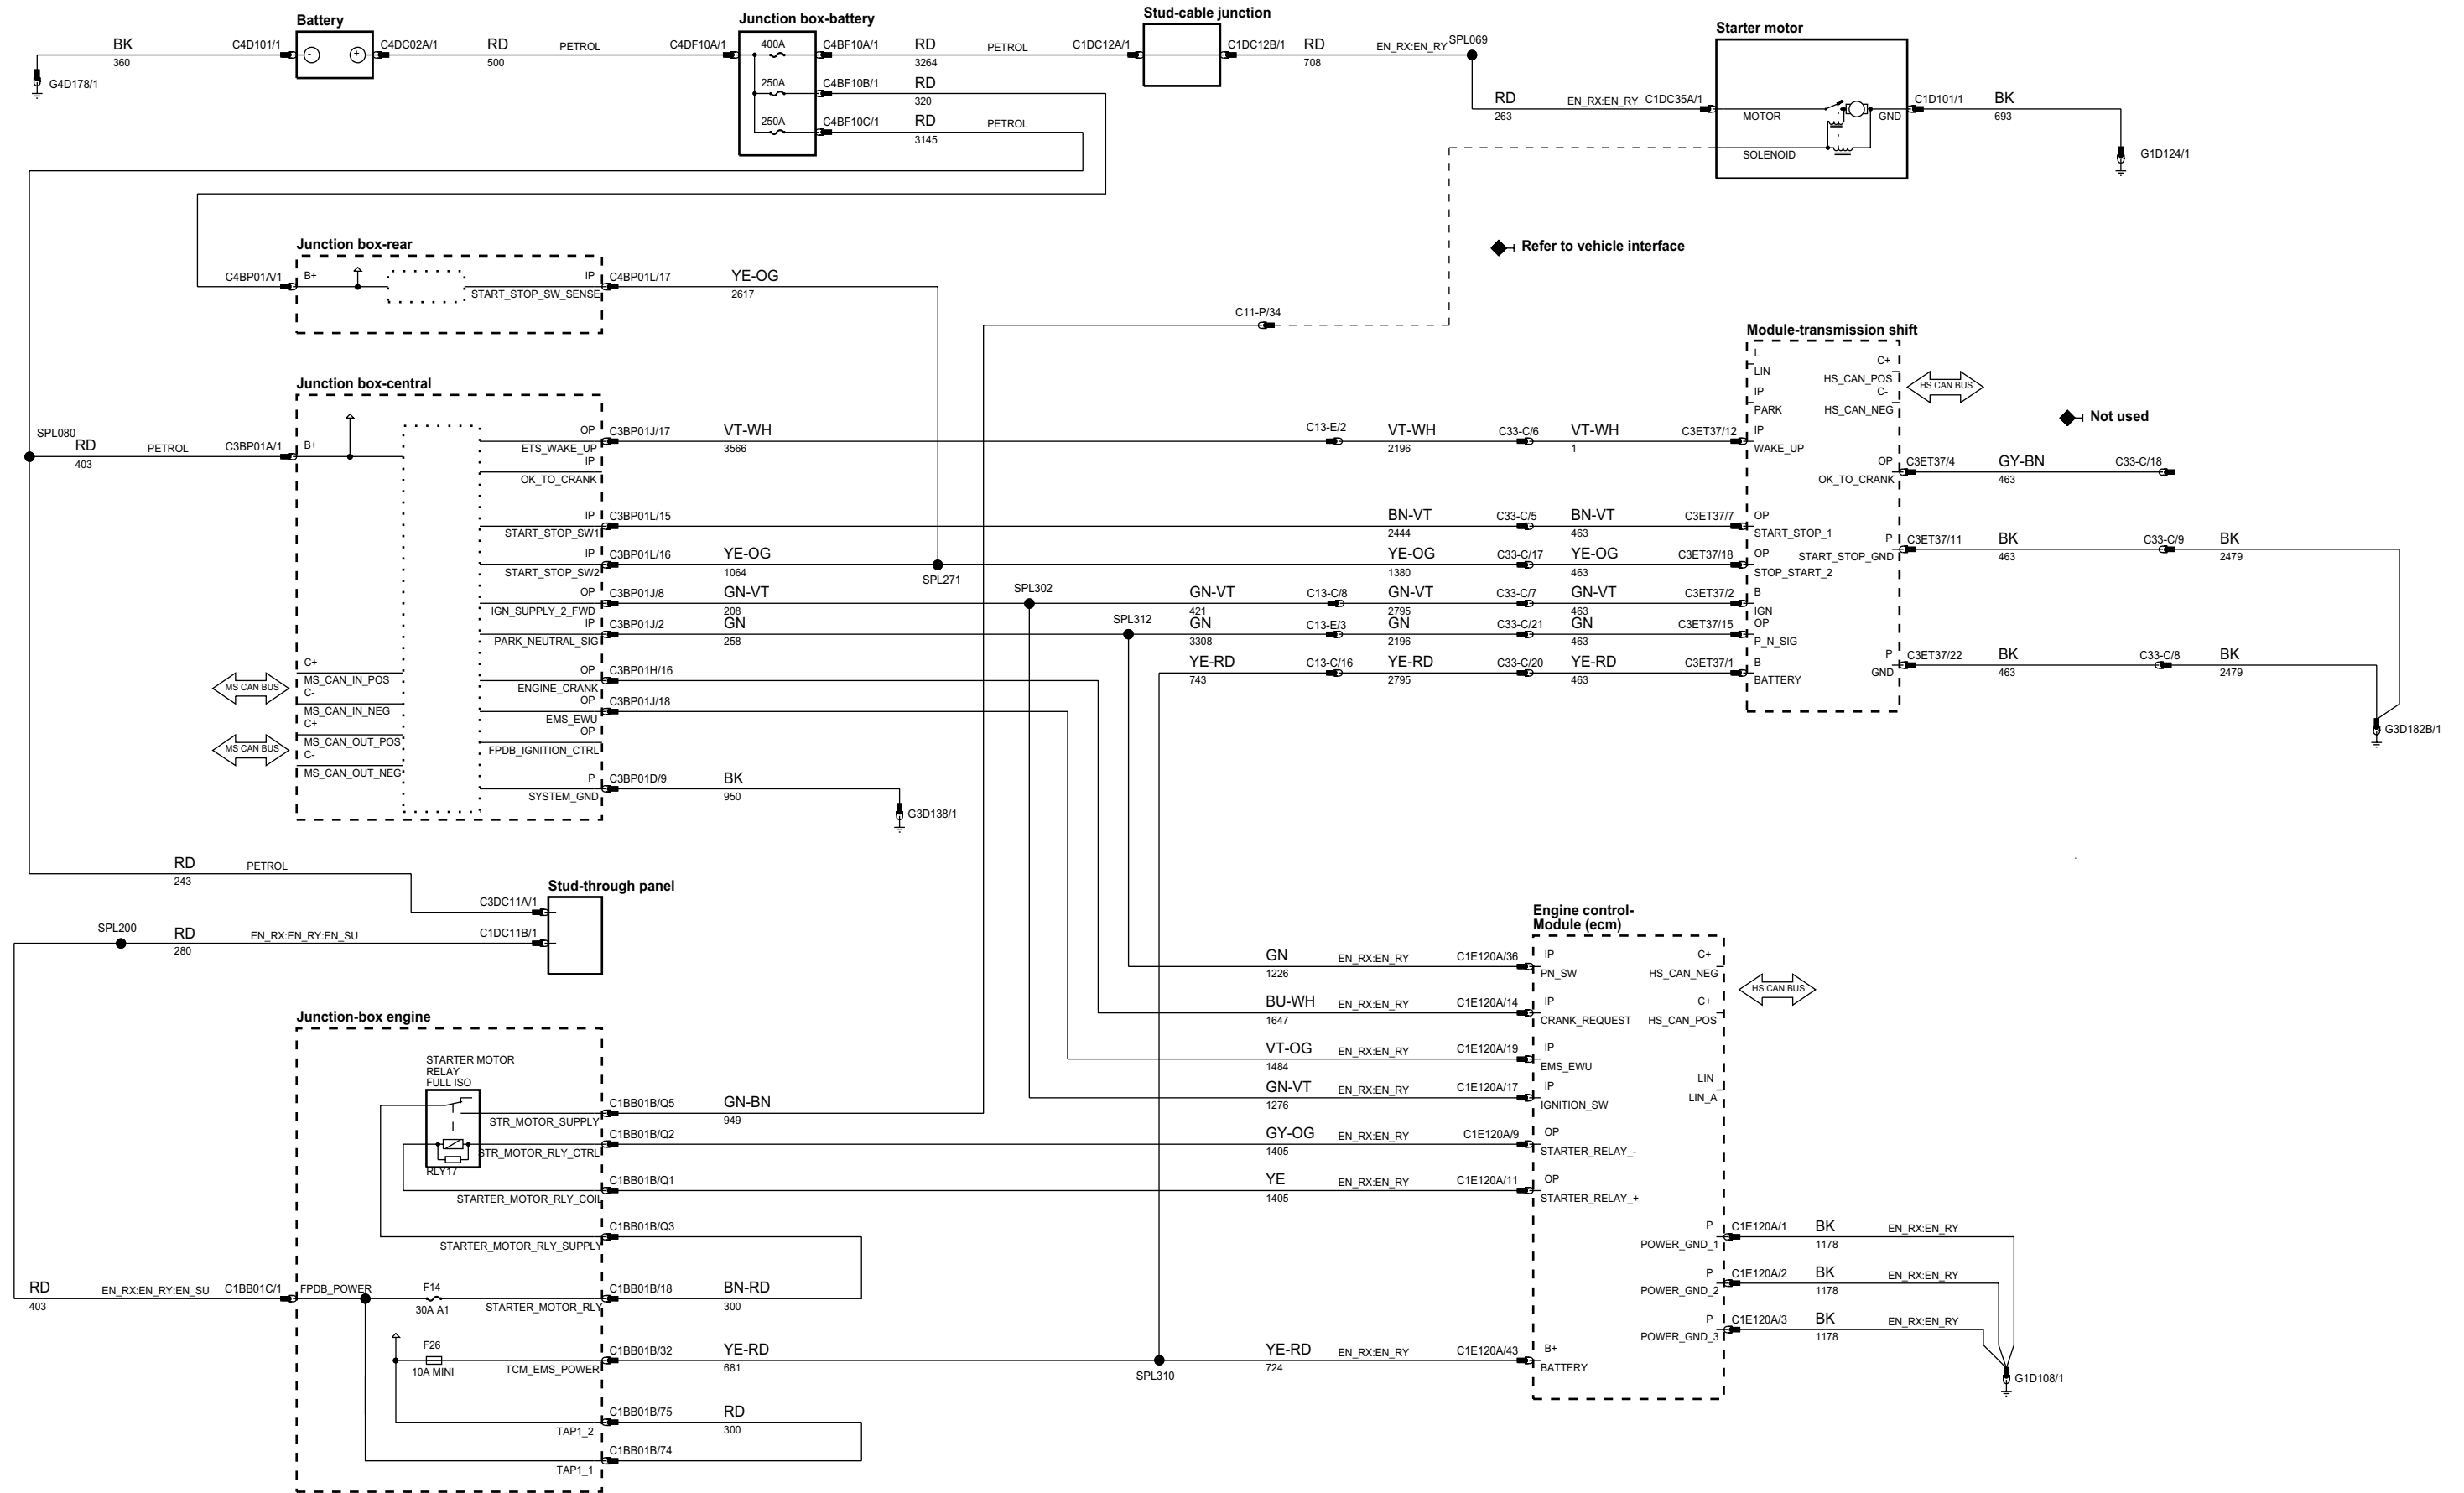 Battery
BK
360
G4D178/1
C4D101/1
-
+
C4DC02A/1
RD
500
PETROL
Junction box-battery
C4DF10A/1
400A
250A
250A
C4BF10A/1
RD
3264
PETROL
C4BF10B/1
RD
320
C4BF10C/1
RD
3145
PETROL
Stud-cable junction
C1DC12A/1
C1DC12B/1
RD
708
EN_RX:EN_RY
SPL069
Starter motor
RD
263
EN_RX:EN_RY
C1DC35A/1
MOTOR
GND
SOLENOID
C1D101/1
BK
693
G1D124/1
Refer to vehicle interface
Junction box-rear
C4BP01A/1
B+
IP
START_STOP_SW_SENSE
C4BP01L/17
YE-OG
2617
C11-P/34
Junction box-central
SPL080
RD
403
PETROL
C3BP01A/1
B+
OP
ETS_WAKE_UP
C3BP01J/17
VT-WH
3566
C13-E/2
VT-WH
2196
C33-C/6
VT-WH
1
C3ET37/12
IP
OK_TO_CRANK
IP
START_STOP_SW1
C3BP01L/15
BN-VT
2444
C33-C/5
BN-VT
463
C3ET37/7
IP
START_STOP_SW2
C3BP01L/16
YE-OG
1064
SPL271
YE-OG
1380
C33-C/17
YE-OG
463
C3ET37/18
OP
IGN_SUPPLY_2_FWD
C3BP01J/8
GN-VT
208
SPL302
GN-VT
421
C13-C/8
GN-VT
2795
C33-C/7
GN-VT
463
C3ET37/2
IP
PARK_NEUTRAL_SIG
C3BP01J/2
GN
258
SPL312
GN
3308
C13-E/3
GN
2196
C33-C/21
GN
463
C3ET37/15
YE-RD
743
C13-C/16
YE-RD
2795
C33-C/20
YE-RD
463
C3ET37/1
OP
ENGINE_CRANK
C3BP01H/16
OP
EMS_EWU
C3BP01J/18
OP
FPDB_IGNITION_CTRL
P
SYSTEM_GND
C3BP01D/9
BK
950
G3D138/1
C+
MS_CAN_IN_POS
C-
MS_CAN_IN_NEG
C+
MS_CAN_OUT_POS
C-
MS_CAN_OUT_NEG
MS CAN BUS
MS CAN BUS
Module-transmission shift
L
LIN
IP
PARK
IP
WAKE_UP
OP
START_STOP_1
OP
STOP_START_2
B
IGN
OP
P_N_SIG
B
BATTERY
C+
HS_CAN_POS
C-
HS_CAN_NEG
HS CAN BUS
Not used
OP
OK_TO_CRANK
C3ET37/4
GY-BN
463
C33-C/18
P
START_STOP_GND
C3ET37/11
BK
463
C33-C/9
BK
2479
P
GND
C3ET37/22
BK
463
C33-C/8
BK
2479
G3D182B/1
RD
243
PETROL
Stud-through panel
C3DC11A/1
SPL200
RD
280
EN_RX:EN_RY:EN_SU
C1DC11B/1
Junction-box engine
STARTER MOTOR
RELAY
FULL ISO
RLY17
STR_MOTOR_SUPPLY
C1BB01B/Q5
GN-BN
949
STR_MOTOR_RLY_CTRL
C1BB01B/Q2
STARTER_MOTOR_RLY_COIL
C1BB01B/Q1
STARTER_MOTOR_RLY_SUPPLY
C1BB01B/Q3
RD
403
EN_RX:EN_RY:EN_SU
C1BB01C/1
FPDB_POWER
F14
30A A1
STARTER_MOTOR_RLY
C1BB01B/18
BN-RD
300
F26
10A MINI
TCM_EMS_POWER
C1BB01B/32
YE-RD
681
SPL310
TAP1_2
C1BB01B/75
RD
300
TAP1_1
C1BB01B/74
Engine control-
Module (ecm)
GN
1226
EN_RX:EN_RY
C1E120A/36
IP
PN_SW
BU-WH
1647
EN_RX:EN_RY
C1E120A/14
IP
CRANK_REQUEST
VT-OG
1484
EN_RX:EN_RY
C1E120A/19
IP
EMS_EWU
GN-VT
1276
EN_RX:EN_RY
C1E120A/17
IP
IGNITION_SW
GY-OG
1405
EN_RX:EN_RY
C1E120A/9
OP
STARTER_RELAY_-
YE
1405
EN_RX:EN_RY
C1E120A/11
OP
STARTER_RELAY_+
YE-RD
724
EN_RX:EN_RY
C1E120A/43
B+
BATTERY
C+
HS_CAN_NEG
C+
HS_CAN_POS
HS CAN BUS
LIN
LIN_A
P
POWER_GND_1
C1E120A/1
BK
1178
EN_RX:EN_RY
P
POWER_GND_2
C1E120A/2
BK
1178
EN_RX:EN_RY
P
POWER_GND_3
C1E120A/3
BK
1178
EN_RX:EN_RY
G1D108/1